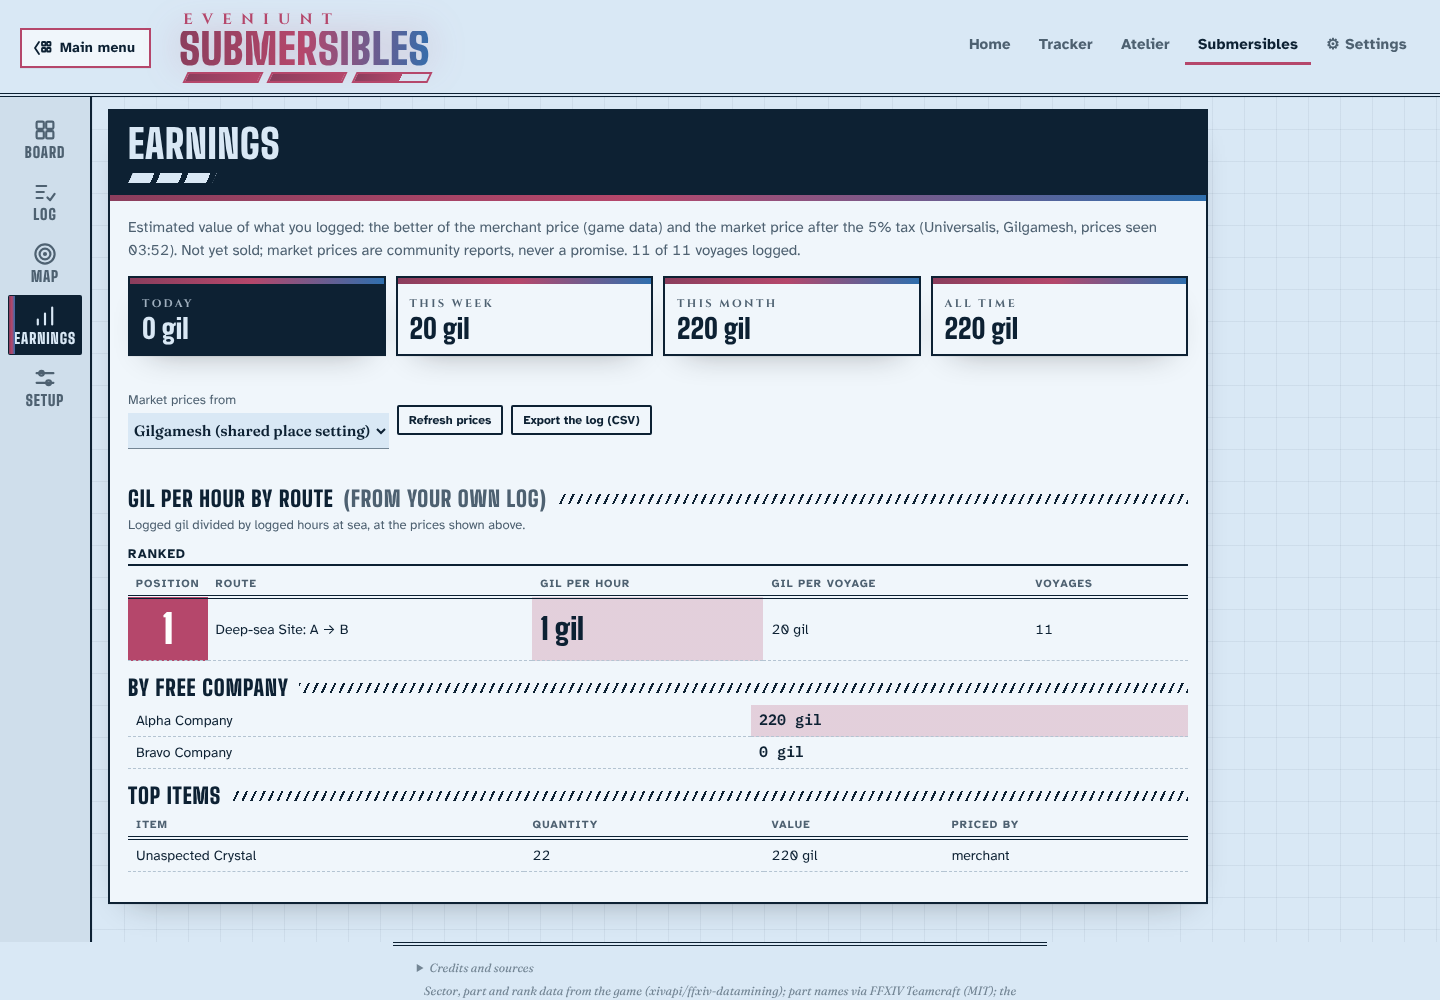 Main menu
EVENIUNT
SUBMERSIBLES
Home
Tracker
Atelier
Submersibles
⚙ Settings
BOARD
LOG
MAP
EARNINGS
SETUP
EARNINGS
Estimated value of what you logged: the better of the merchant price (game data) and the market price after the 5% tax (Universalis, Gilgamesh, prices seen
03:52). Not yet sold; market prices are community reports, never a promise. 11 of 11 voyages logged.
TODAY
0 gil
THIS WEEK
20 gil
THIS MONTH
220 gil
ALL TIME
220 gil
Market prices from
Gilgamesh (shared place setting)
Refresh prices
Export the log (CSV)
GIL PER HOUR BY ROUTE (FROM YOUR OWN LOG)
Logged gil divided by logged hours at sea, at the prices shown above.
RANKED
POSITION ROUTE GIL PER HOUR GIL PER VOYAGE VOYAGES
1 Deep-sea Site: A → B 1 gil 20 gil 11
BY FREE COMPANY
Alpha Company 220 gil
Bravo Company 0 gil
TOP ITEMS
ITEM QUANTITY VALUE PRICED BY
Unaspected Crystal 22 220 gil merchant
▶ Credits and sources
Sector, part and rank data from the game (xivapi/ffxiv-datamining); part names via FFXIV Teamcraft (MIT); the